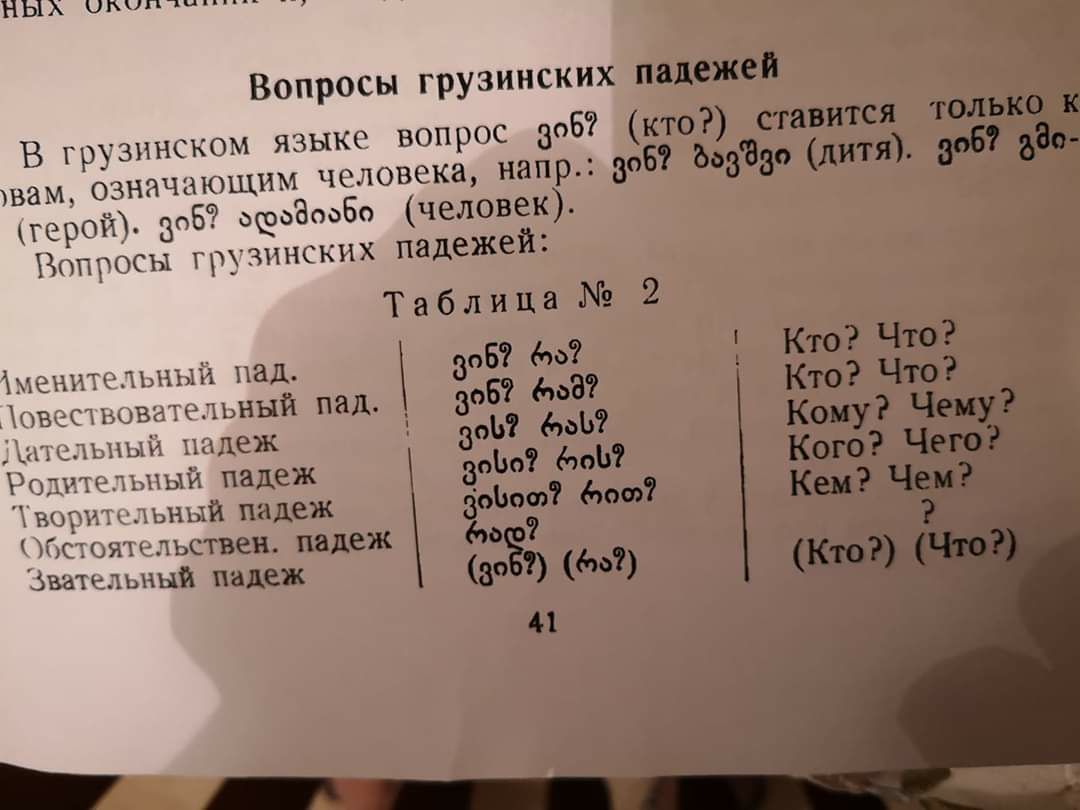 Вопросы грузинских падежей
В грузинском языке вопрос ვინ? (кто?) ставится только к
овам, означающим человека, напр.: ვინ? ბავშვი (дитя). ვინ? გმი-
(герой). ვინ? ადამიანი (человек).
Вопросы грузинских падежей:
Таблица № 2
Именительный пад. ვინ? რა? Кто? Что?
Повествовательный пад. ვინ? რამ? Кто? Что?
Дательный падеж ვის? რას? Кому? Чему?
Родительный падеж ვისი? რის? Кого? Чего?
Творительный падеж ვისით? რით? Кем? Чем?
Обстоятельствен. падеж რად? ?
Звательный падеж (ვინ?) (რა?) (Кто?) (Что?)
41